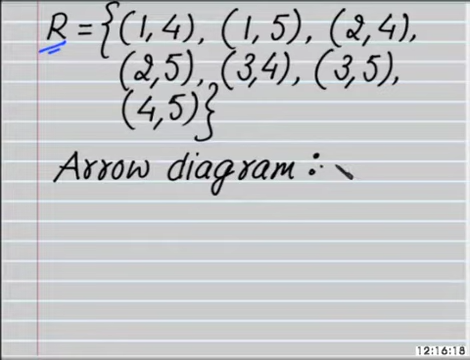 R = {(1,4), (1,5), (2,4),
(2,5), (3,4), (3,5),
(4,5)}
Arrow diagram :-
12:16:18